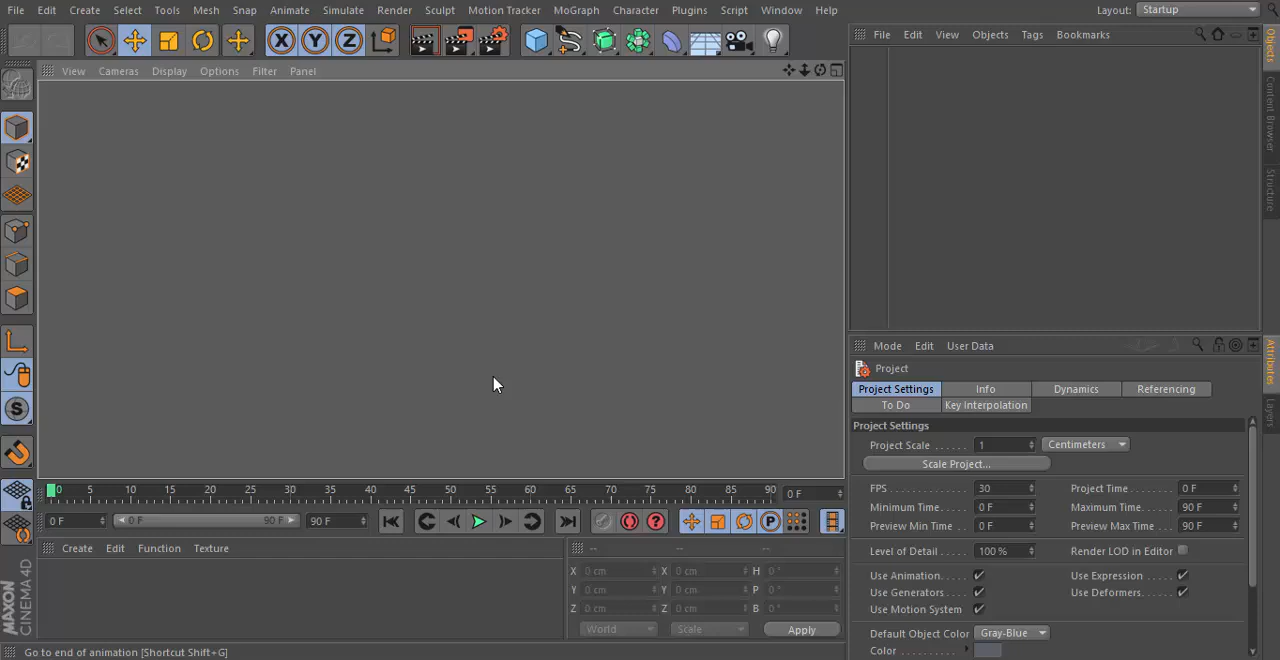 File Edit Create Select Tools Mesh Snap Animate Simulate Render Sculpt Motion Tracker MoGraph Character Plugins Script Window Help Layout: Startup
X Y Z
File Edit View Objects Tags Bookmarks
View Cameras Display Options Filter Panel
Objects
Content Browser
Structure
Mode Edit User Data
Attributes
Layers
Project
Project Settings Info Dynamics Referencing
To Do Key Interpolation
Project Settings
Project Scale ...... 1 Centimeters
Scale Project...
FPS 30 Project Time 0 F
Minimum Time 0 F Maximum Time 90 F
Preview Min Time 0 F Preview Max Time 90 F
Level of Detail 100 % Render LOD in Editor
Use Animation Use Expression
Use Generators Use Deformers
Use Motion System
Default Object Color Gray-Blue
Color
S
0 5 10 15 20 25 30 35 40 45 50 55 60 65 70 75 80 85 90 0 F
0 F 0 F 90 F 90 F ? P
Create Edit Function Texture
-- -- --
X 0 cm X 0 cm H 0 °
Y 0 cm Y 0 cm P 0 °
Z 0 cm Z 0 cm B 0 °
World Scale Apply
MAXON
CINEMA 4D
Go to end of animation [Shortcut Shift+G]